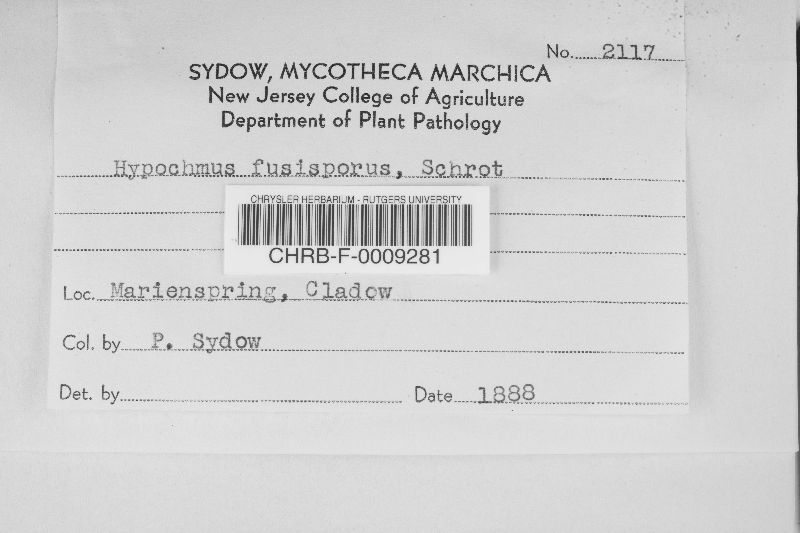 No. 2117
SYDOW, MYCOTHECA MARCHICA
New Jersey College of Agriculture
Department of Plant Pathology
Hypochmus fusisporus, Schrot
CHRYSLER HERBARIUM - RUTGERS UNIVERSITY
CHRB-F-0009281
Loc. Marienspring, Cladow
Col. by P. Sydow
Det. by
Date 1888